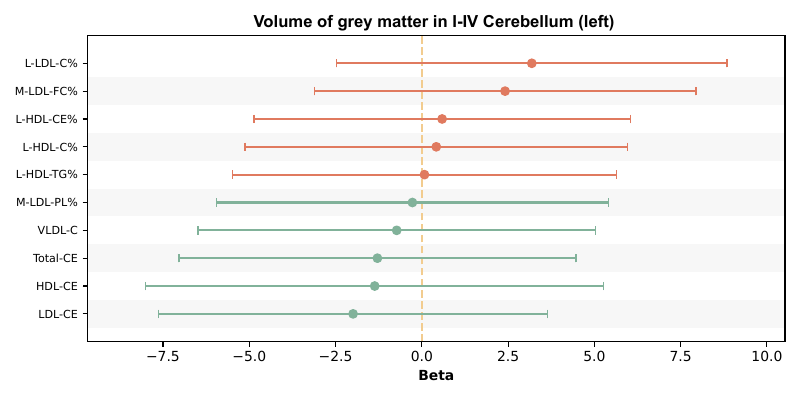 Volume of grey matter in I-IV Cerebellum (left)
L-LDL-C%
M-LDL-FC%
L-HDL-CE%
L-HDL-C%
L-HDL-TG%
M-LDL-PL%
VLDL-C
Total-CE
HDL-CE
LDL-CE
−7.5 −5.0 −2.5 0.0 2.5 5.0 7.5 10.0
Beta